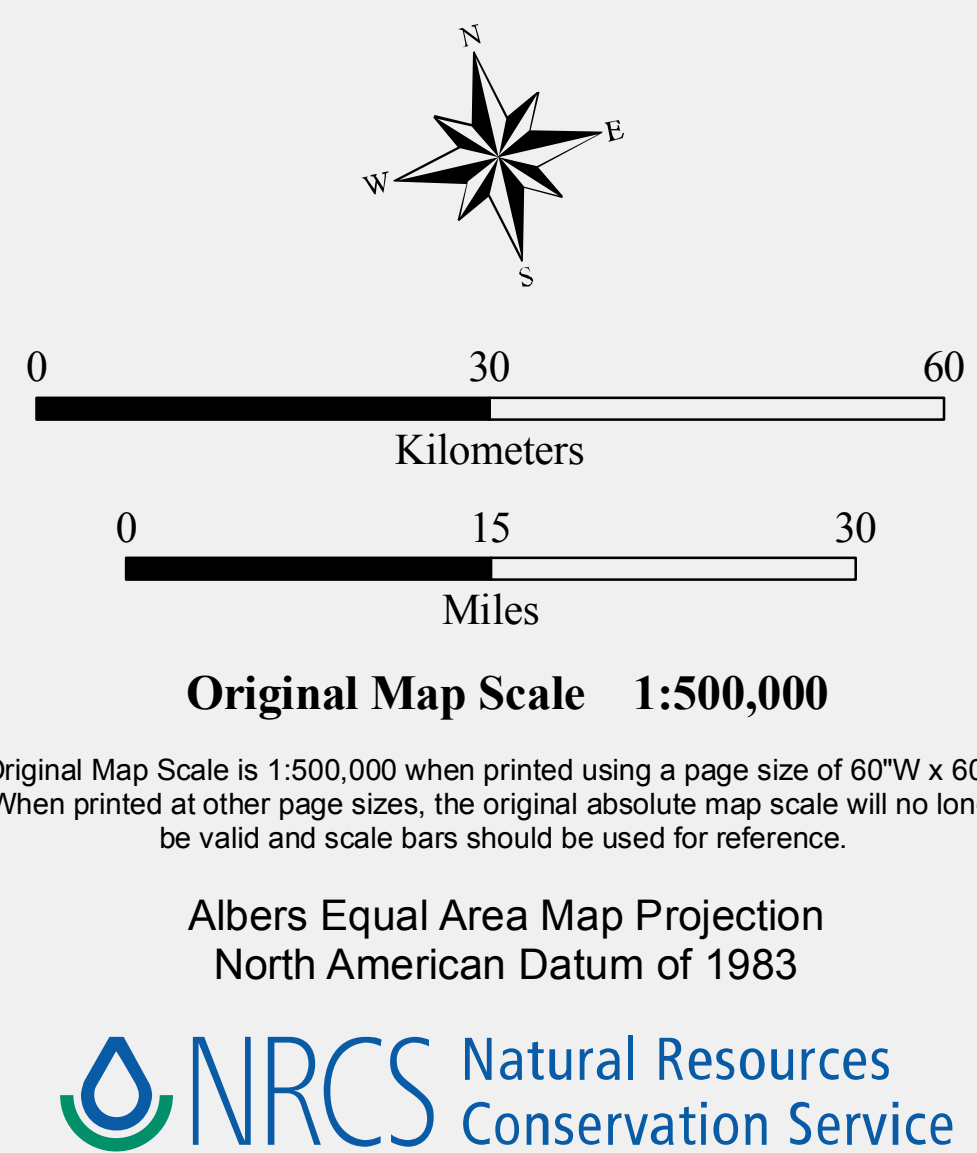 N
E
W
S
0 30 60
Kilometers
0 15 30
Miles
Original Map Scale 1:500,000
Original Map Scale is 1:500,000 when printed using a page size of 60"W x 60
When printed at other page sizes, the original absolute map scale will no
be valid and scale bars should be used for reference.
Albers Equal Area Map Projection
North American Datum of 1983
NRCS Natural Resources
Conservation Service